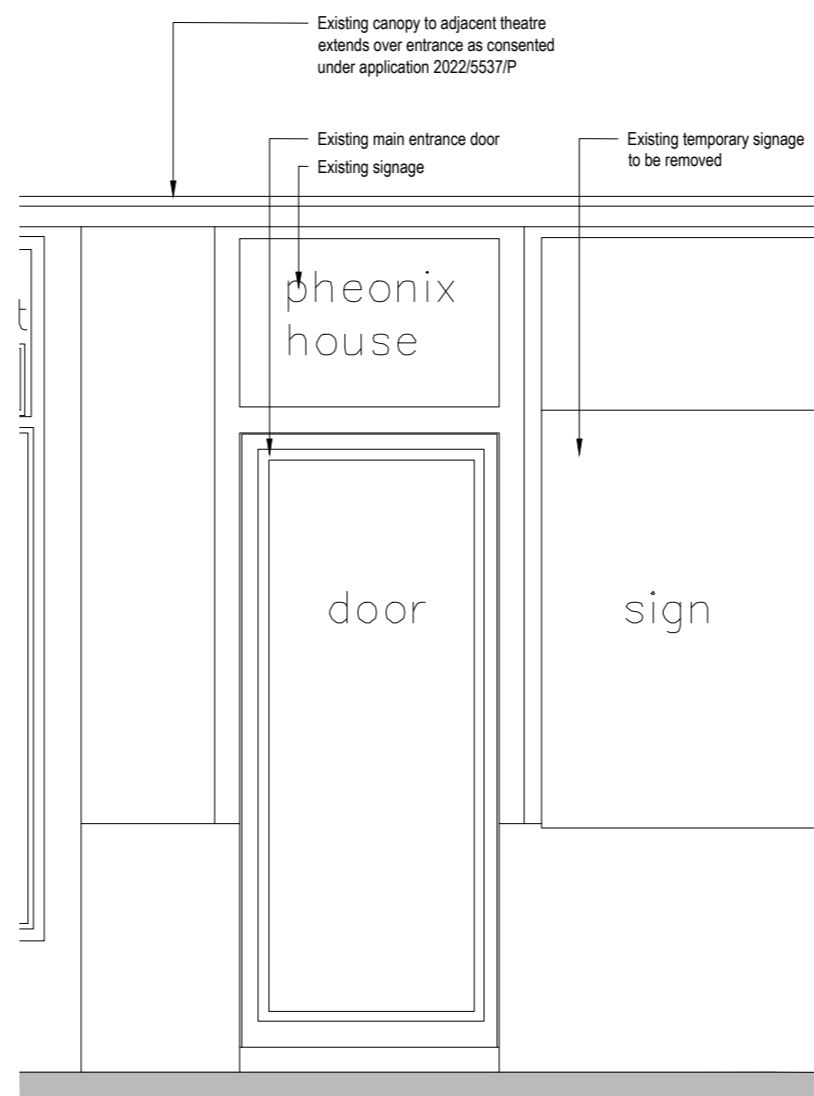 Existing canopy to adjacent theatre
extends over entrance as consented
under application 2022/5537/P
Existing main entrance door
Existing signage
Existing temporary signage
to be removed
pheonix
house
t
door
sign